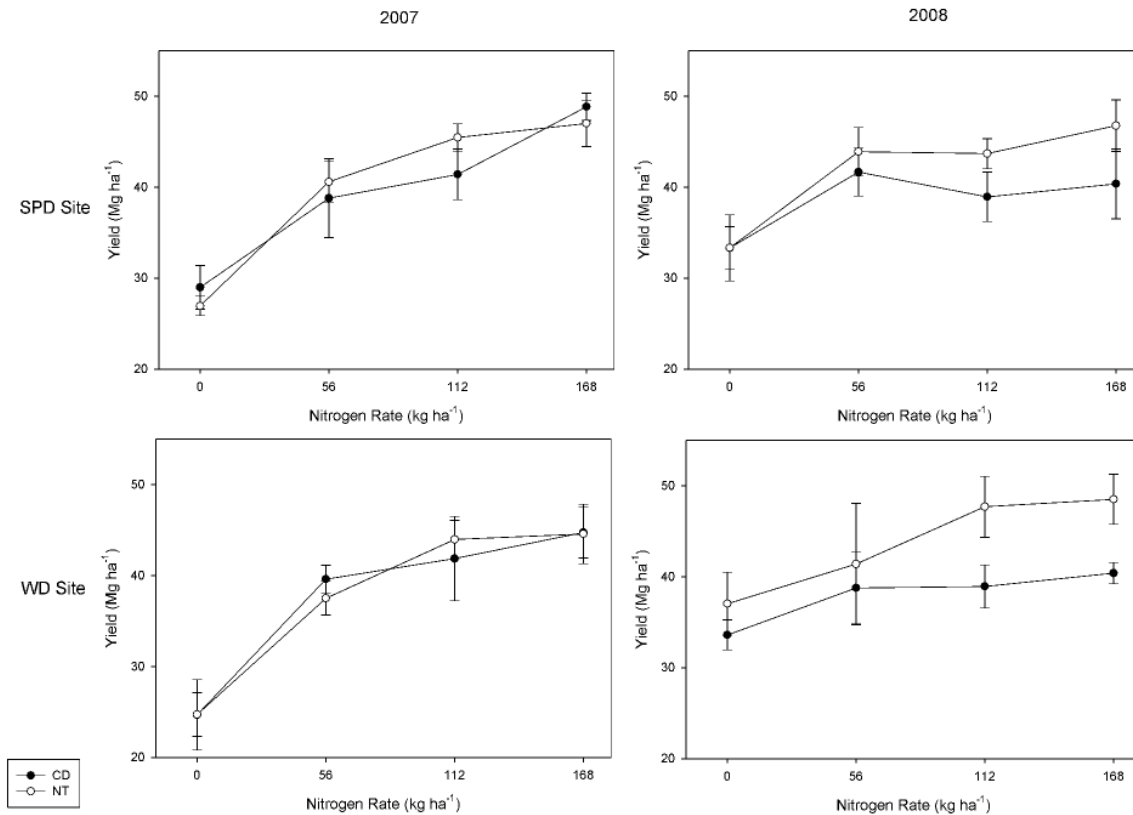 2007
2008
SPD Site
Yield (Mg ha⁻¹)
50
40
30
20
0
56
112
168
Nitrogen Rate (kg ha⁻¹)
Yield (Mg ha⁻¹)
50
40
30
20
0
56
112
168
Nitrogen Rate (kg ha⁻¹)
WD Site
Yield (Mg ha⁻¹)
50
40
30
20
0
56
112
168
Nitrogen Rate (kg ha⁻¹)
Yield (Mg ha⁻¹)
50
40
30
20
0
56
112
168
Nitrogen Rate (kg ha⁻¹)
CD
NT